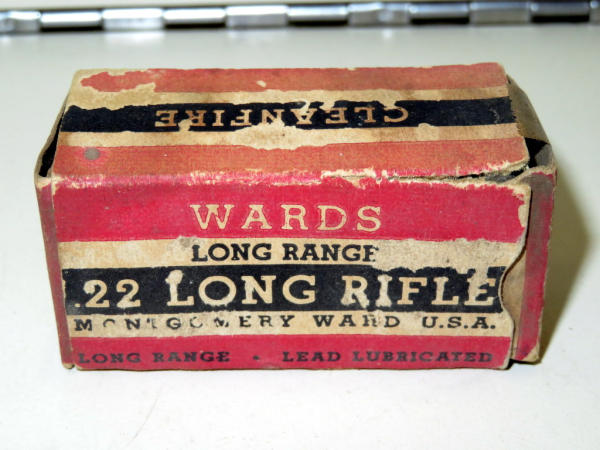 CLEANFIRE
WARDS
LONG RANGE
.22 LONG RIFLE
MONTGOMERY WARD U.S.A.
LONG RANGE • LEAD LUBRICATED